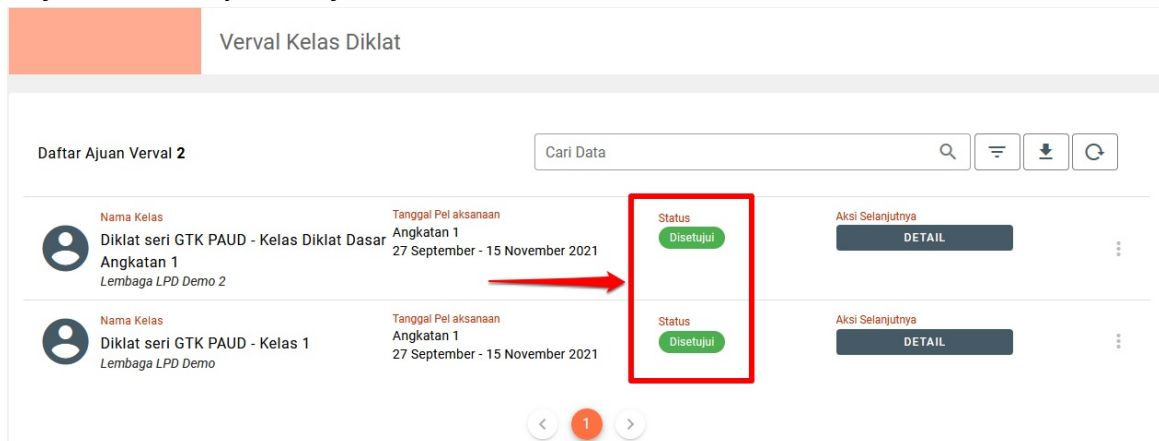 Verval Kelas Diklat
Daftar Ajuan Verval 2
Cari Data
Nama Kelas
Diklat seri GTK PAUD - Kelas Diklat Dasar
Angkatan 1
Lembaga LPD Demo 2
Tanggal Pel aksanaan
Angkatan 1
27 September - 15 November 2021
Status
Disetujui
Aksi Selanjutnya
DETAIL
Nama Kelas
Diklat seri GTK PAUD - Kelas 1
Lembaga LPD Demo
Tanggal Pel aksanaan
Angkatan 1
27 September - 15 November 2021
Status
Disetujui
Aksi Selanjutnya
DETAIL
1